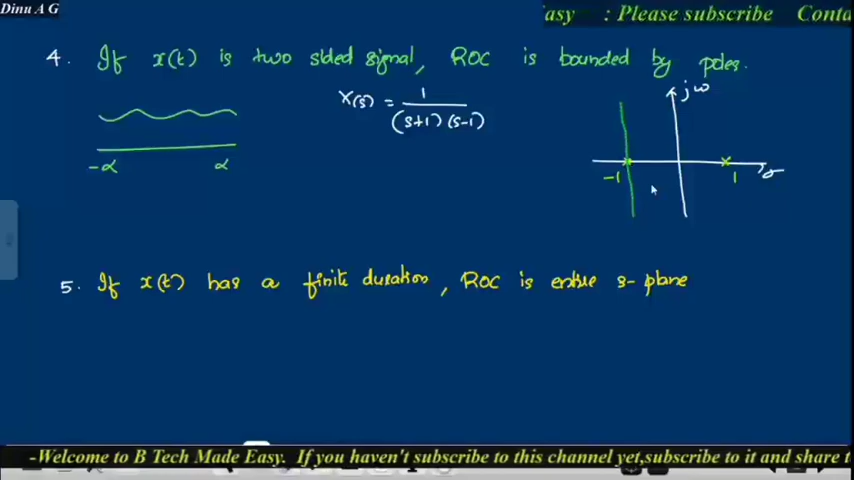 Dinu A G
asy : Please subscribe Conta
4. If x(t) is two sided signal, ROC is bounded by poles.
X(s) = 1/((s+1)(s-1))
jω
-∝ ∝
-1 1 σ
5. If x(t) has a finite duration, ROC is entire s-plane
-Welcome to B Tech Made Easy. If you haven't subscribe to this channel yet,subscribe to it and share t